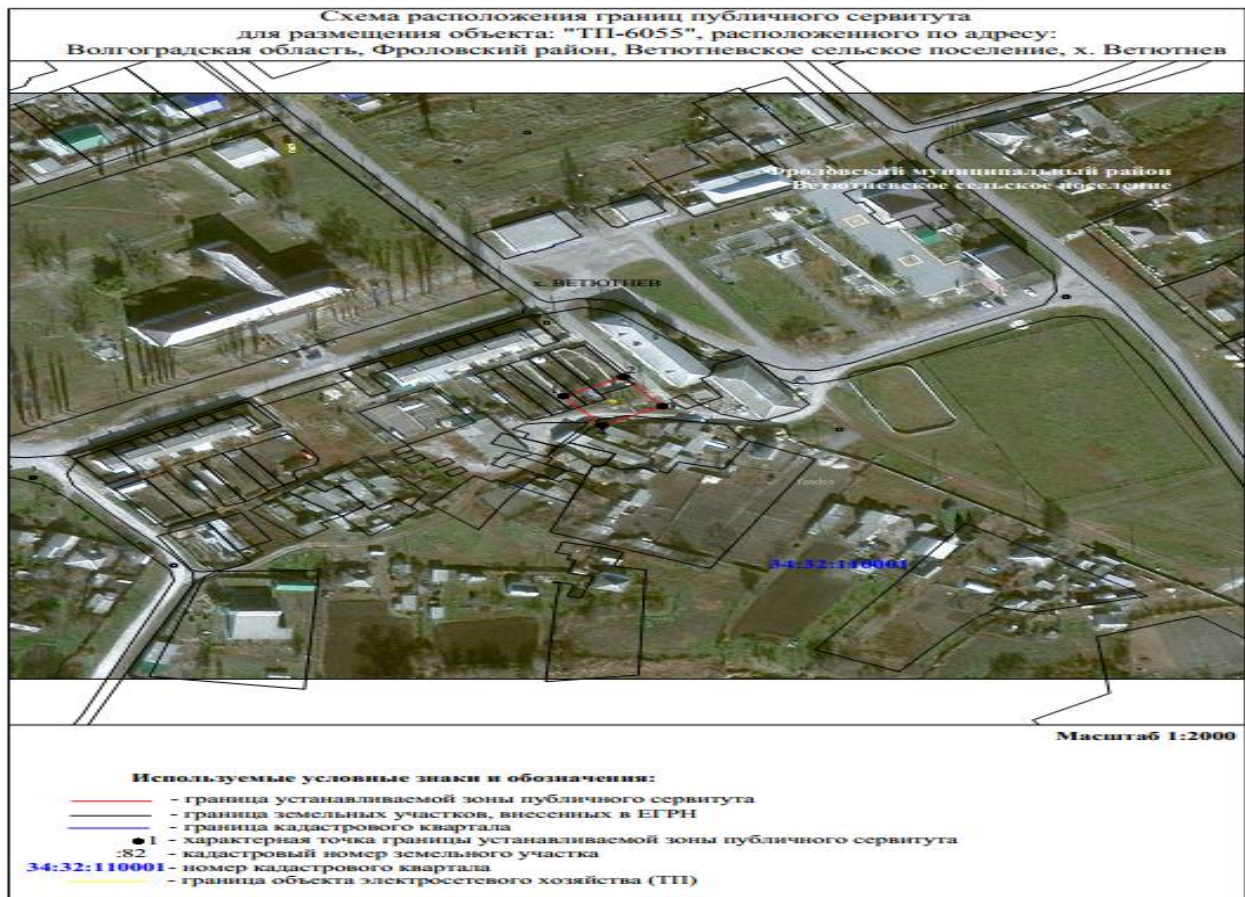 Схема расположения границ публичного сервитута
для размещения объекта: "ТП-6055", расположенного по адресу:
Волгоградская область, Фроловский район, Ветютневское сельское поселение, х. Ветютнев
Фроловский муниципальный район
Ветютневское сельское поселение
х. ВЕТЮТНЕВ
Yandex
34:32:110001
Масштаб 1:2000
Используемые условные знаки и обозначения:
- граница устанавливаемой зоны публичного сервитута
- граница земельных участков, внесенных в ЕГРН
- граница кадастрового квартала
1 - характерная точка границы устанавливаемой зоны публичного сервитута
:82 - кадастровый номер земельного участка
34:32:110001 - номер кадастрового квартала
- граница объекта электросетевого хозяйства (ТП)